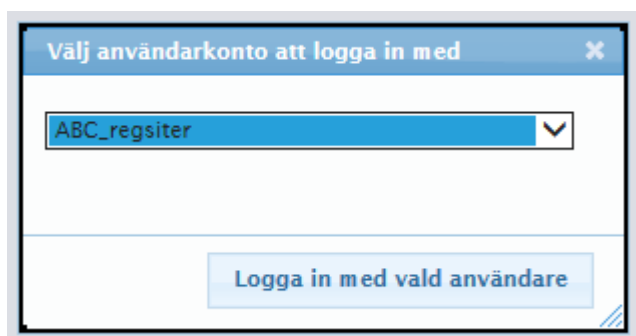 Välj användarkonto att logga in med
ABC_regsiter
Logga in med vald användare